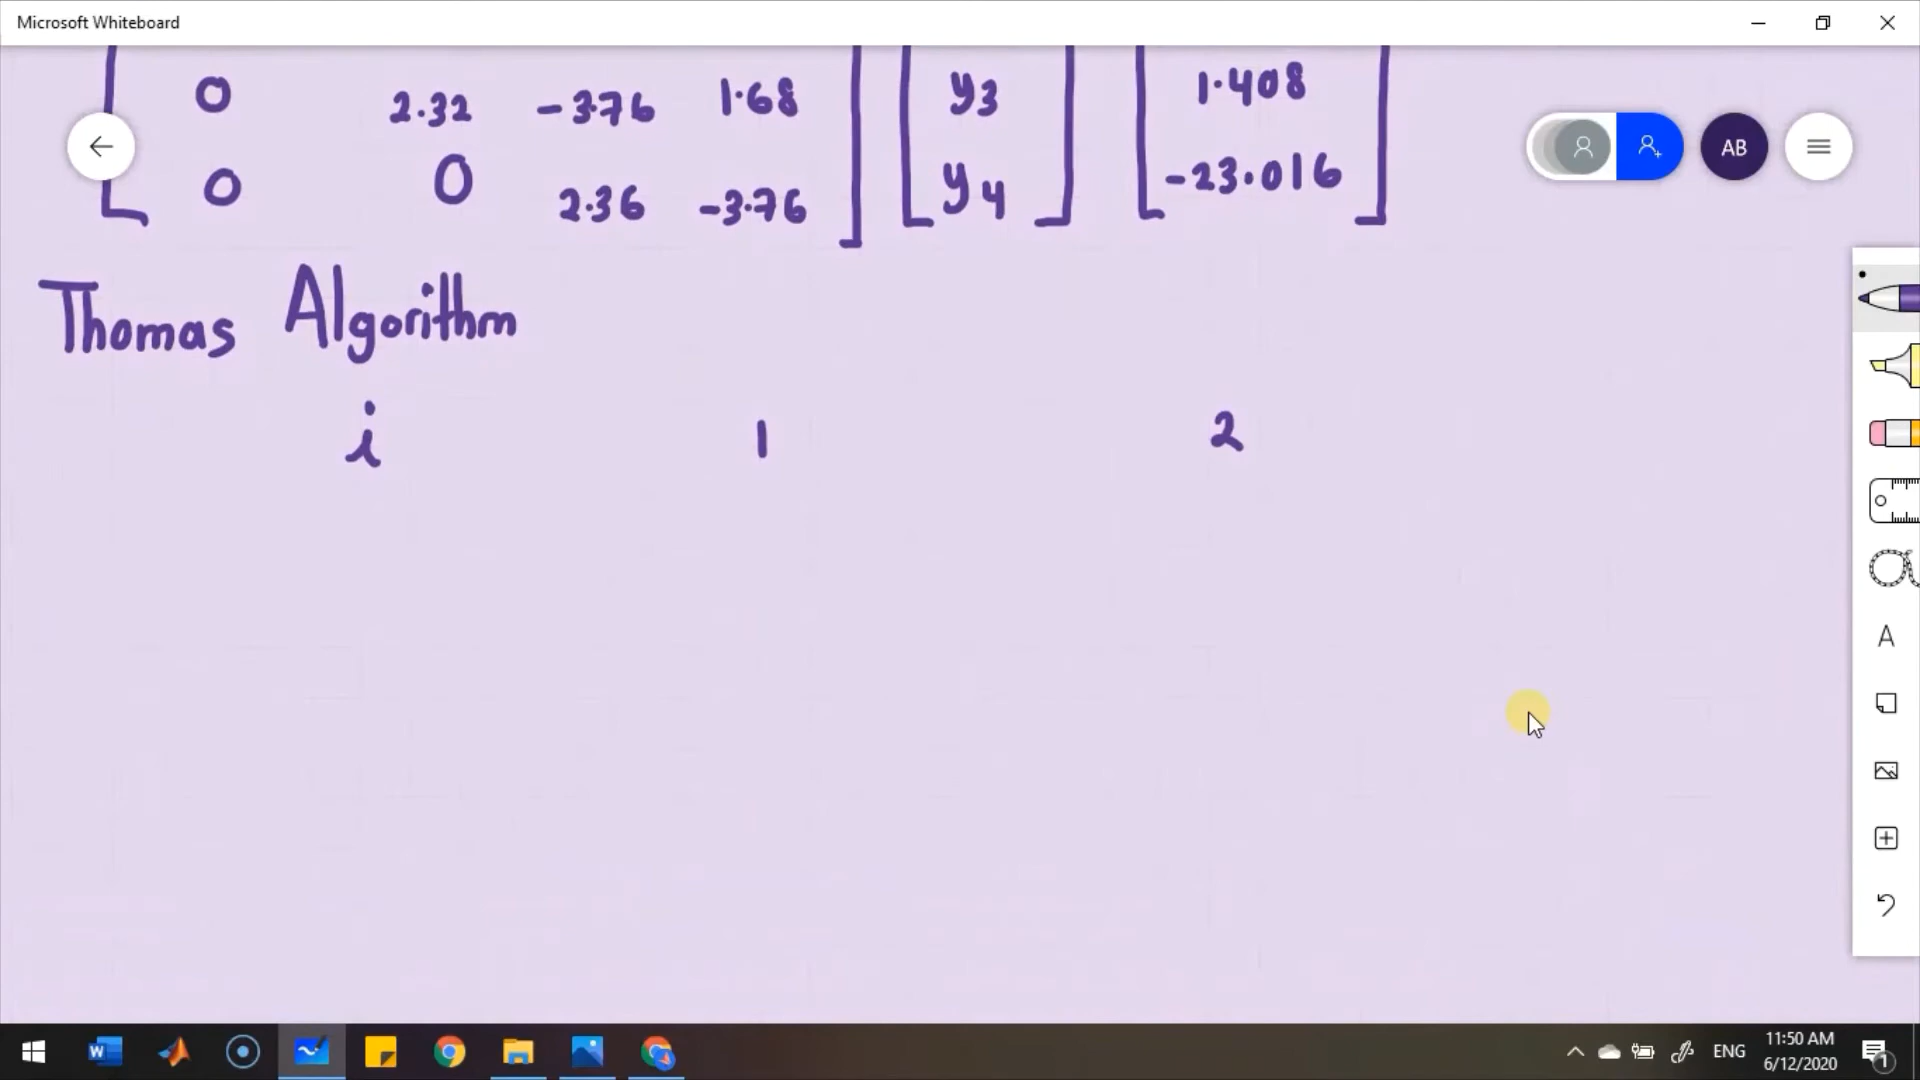 Microsoft Whiteboard
0 2.32 -3.76 1.68 y3 1.408
0 0 2.36 -3.76 y4 -23.016
AB
Thomas Algorithm
i 1 2
A
ENG
11:50 AM
6/12/2020
1